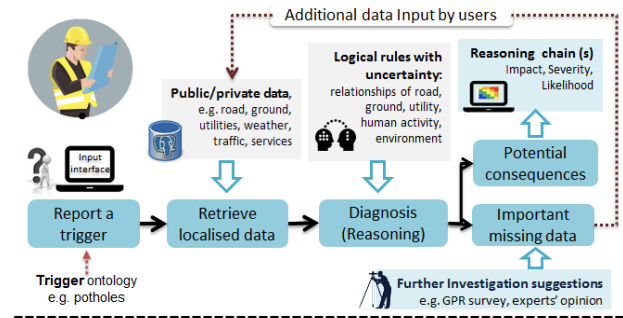 Additional data Input by users
Public/private data,
e.g. road, ground,
utilities, weather,
traffic, services
Logical rules with
uncertainty:
relationships of road,
ground, utility,
human activity,
environment
Reasoning chain (s)
Impact, Severity,
Likelihood
Input
interface
Potential
consequences
Report a
trigger
Retrieve
localised data
Diagnosis
(Reasoning)
Important
missing data
Trigger ontology
e.g. potholes
Further Investigation suggestions
e.g. GPR survey, experts' opinion